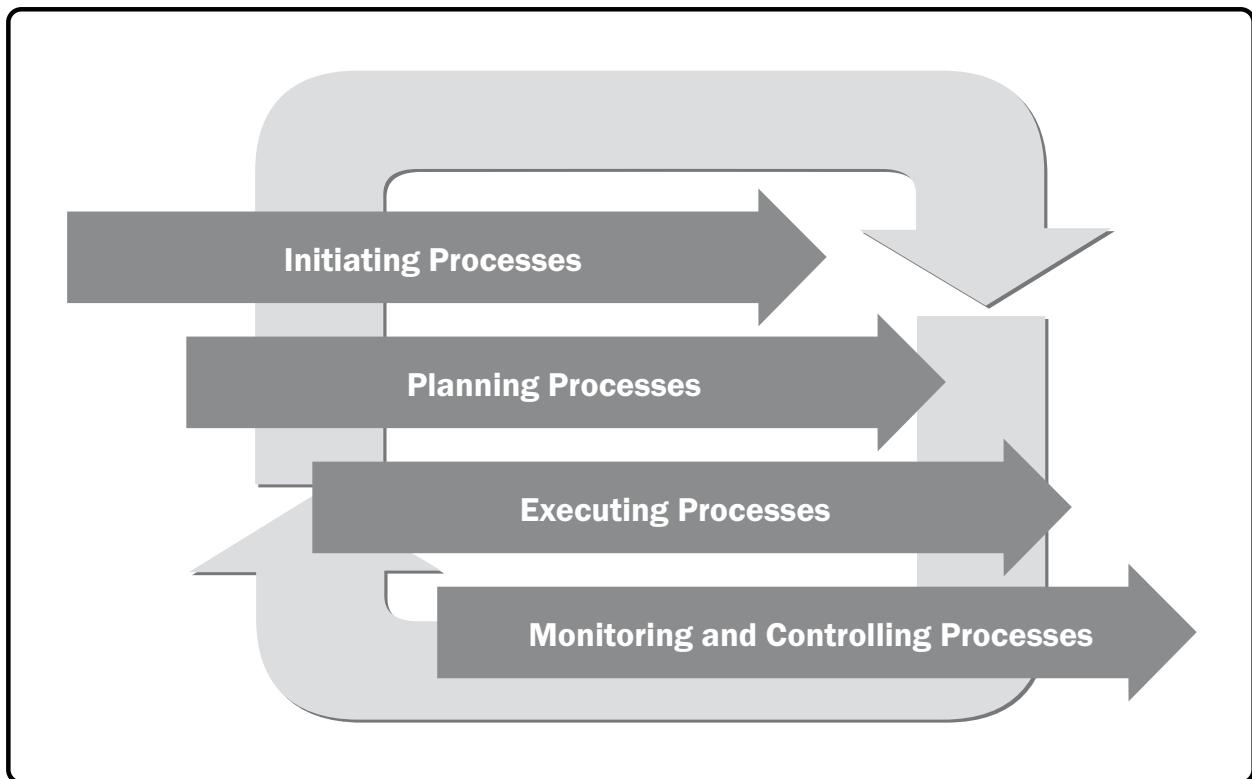 Initiating Processes
Planning Processes
Executing Processes
Monitoring and Controlling Processes